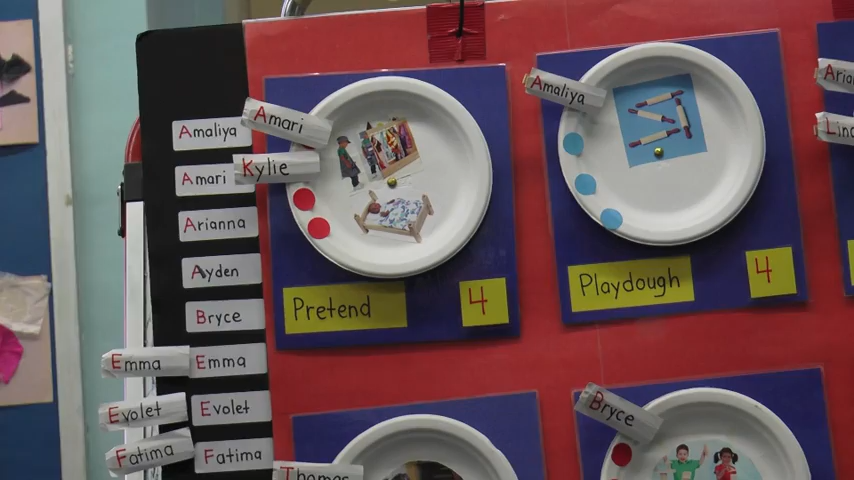 Amaliya
Amari
Arianna
Ayden
Bryce
Emma
Evolet
Fatima
Emma
Evolet
Fatima
Amari
Kylie
Pretend 4
Amaliya
Playdough 4
Thomas
Bryce